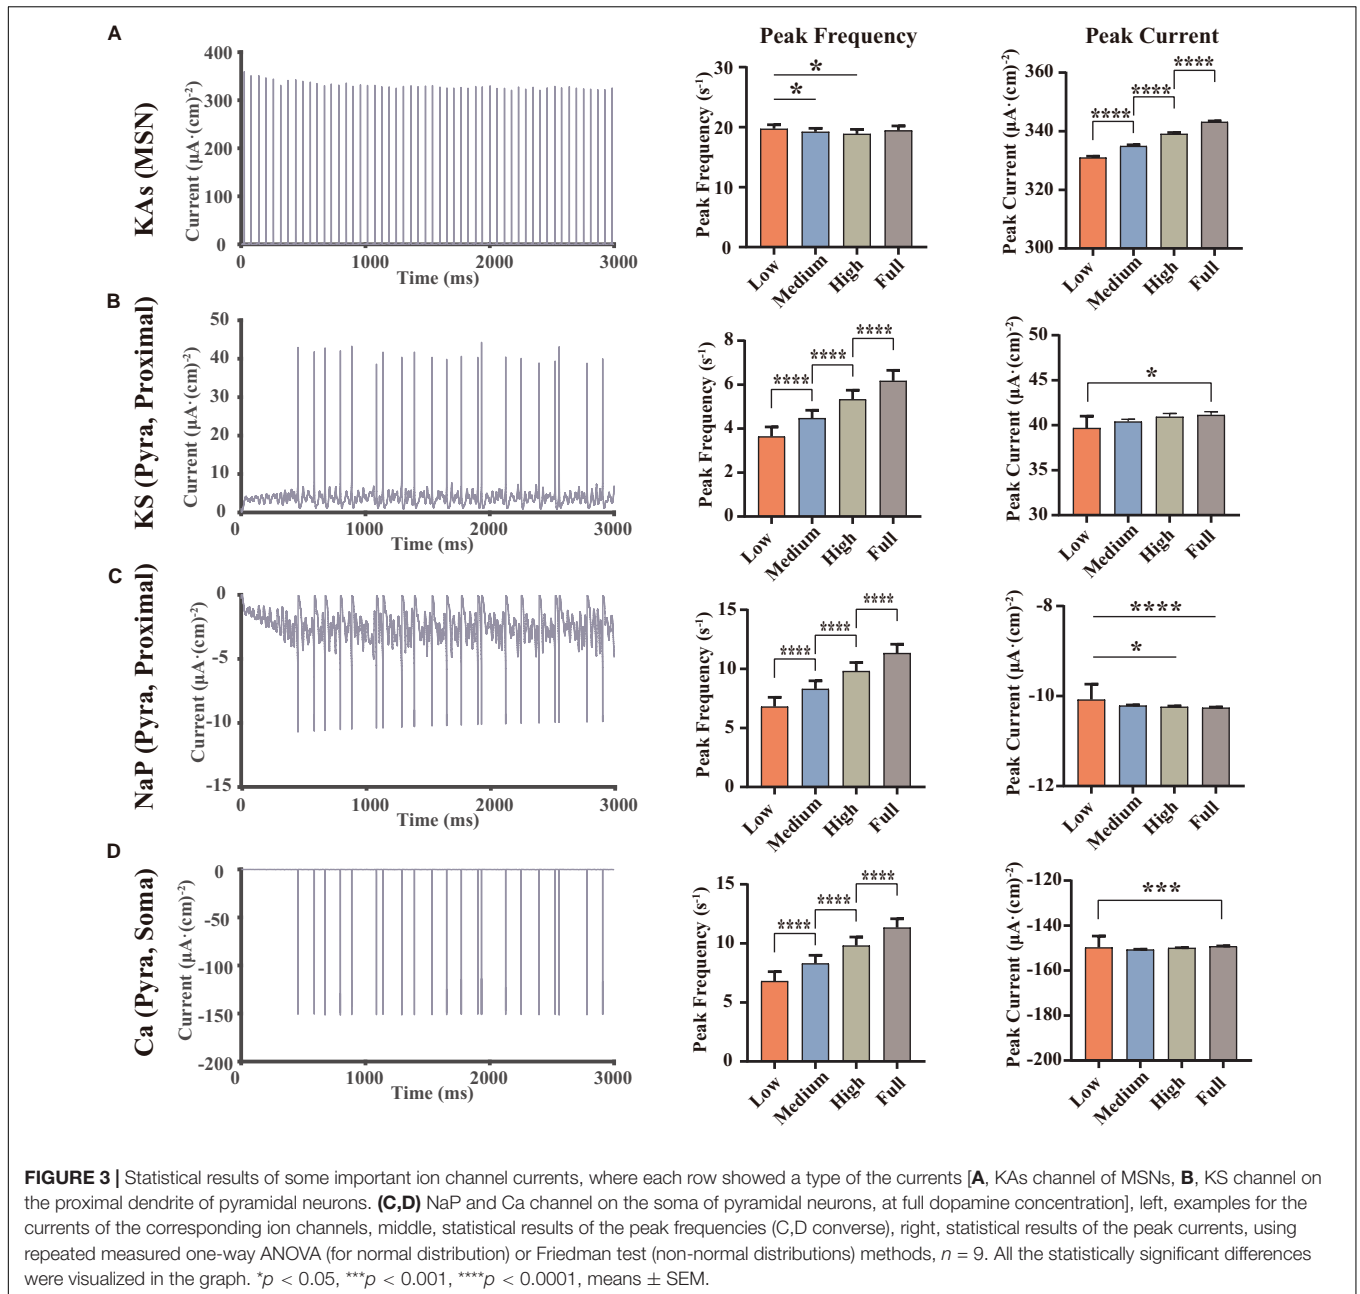 A
KAs (MSN)
Current (μA·(cm)-2)
400
300
200
100
0
1000
2000
3000
Time (ms)
Peak Frequency
Peak Frequency (s-1)
30
20
10
0
*
*
Low
Medium
High
Full
Peak Current
Peak Current (μA·(cm)-2)
360
340
320
300
****
****
****
Low
Medium
High
Full
B
KS (Pyra, Proximal)
Current (μA·(cm)-2)
50
40
30
20
10
0
0
1000
2000
3000
Time (ms)
Peak Frequency (s-1)
8
6
4
2
0
****
****
****
Low
Medium
High
Full
Peak Current (μA·(cm)-2)
50
45
40
35
30
*
Low
Medium
High
Full
C
NaP (Pyra, Proximal)
Current (μA·(cm)-2)
0
-5
-10
-15
0
1000
2000
3000
Time (ms)
Peak Frequency (s-1)
15
10
5
0
****
****
****
Low
Medium
High
Full
Peak Current (μA·(cm)-2)
-8
-10
-12
****
*
Low
Medium
High
Full
D
Ca (Pyra, Soma)
Current (μA·(cm)-2)
0
-50
-100
-150
-200
0
1000
2000
3000
Time (ms)
Peak Frequency (s-1)
15
10
5
0
****
****
****
Low
Medium
High
Full
Peak Current (μA·(cm)-2)
-120
-140
-160
-180
-200
***
Low
Medium
High
Full
FIGURE 3 | Statistical results of some important ion channel currents, where each row showed a type of the currents [A, KAs channel of MSNs, B, KS channel on
the proximal dendrite of pyramidal neurons. (C,D) NaP and Ca channel on the soma of pyramidal neurons, at full dopamine concentration], left, examples for the
currents of the corresponding ion channels, middle, statistical results of the peak frequencies (C,D converse), right, statistical results of the peak currents, using
repeated measured one-way ANOVA (for normal distribution) or Friedman test (non-normal distributions) methods, n = 9. All the statistically significant differences
were visualized in the graph. *p < 0.05, ***p < 0.001, ****p < 0.0001, means ± SEM.